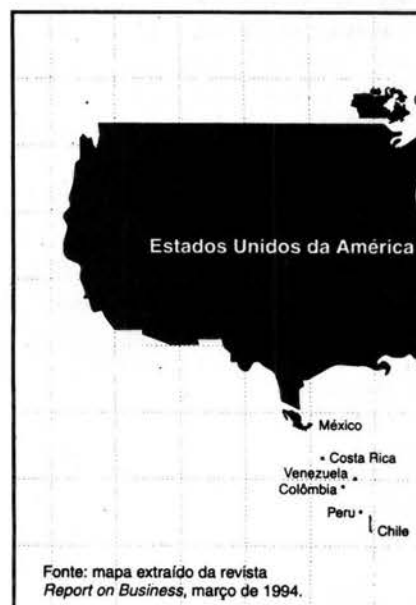 Estados Unidos da América
México
Costa Rica
Venezuela
Colômbia
Peru
Chile
Fonte: mapa extraído da revista
Report on Business, março de 1994.